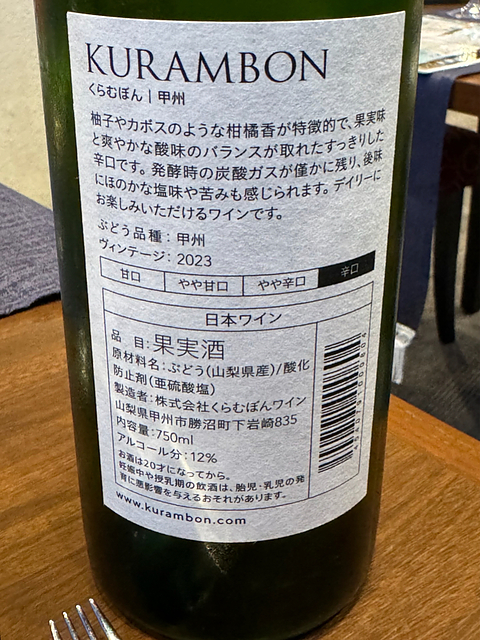 KURAMBON
くらむぼん | 甲州
柚子やカボスのような柑橘香が特徴的で、果実味
と爽やかな酸味のバランスが取れたすっきりした
辛口です。発酵時の炭酸ガスが僅かに残り、後味
にほのかな塩味や苦みも感じられます。デイリーに
お楽しみいただけるワインです。
ぶどう品種：甲州
ヴィンテージ：2023
甘口 やや甘口 やや辛口 辛口
日本ワイン
品　目：果実酒
原材料名：ぶどう(山梨県産)/酸化
防止剤(亜硫酸塩)
製造者：株式会社くらむぼんワイン
山梨県甲州市勝沼町下岩崎835
内容量：750ml
アルコール分：12%
お酒は20才になってから。
妊娠中や授乳期の飲酒は、胎児・乳児の発
育に悪影響を与えるおそれがあります。
www.kurambon.com